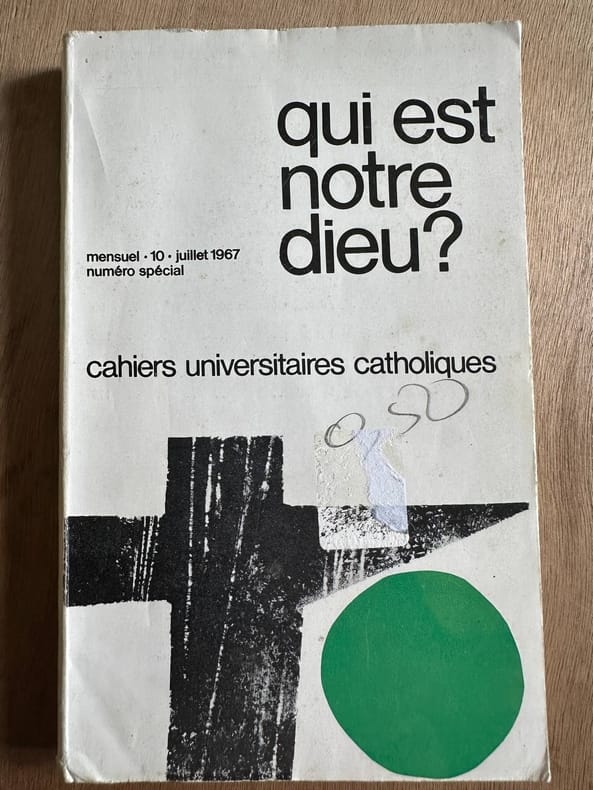 qui est
notre
dieu?
mensuel • 10 • juillet 1967
numéro spécial
cahiers universitaires catholiques
0,50